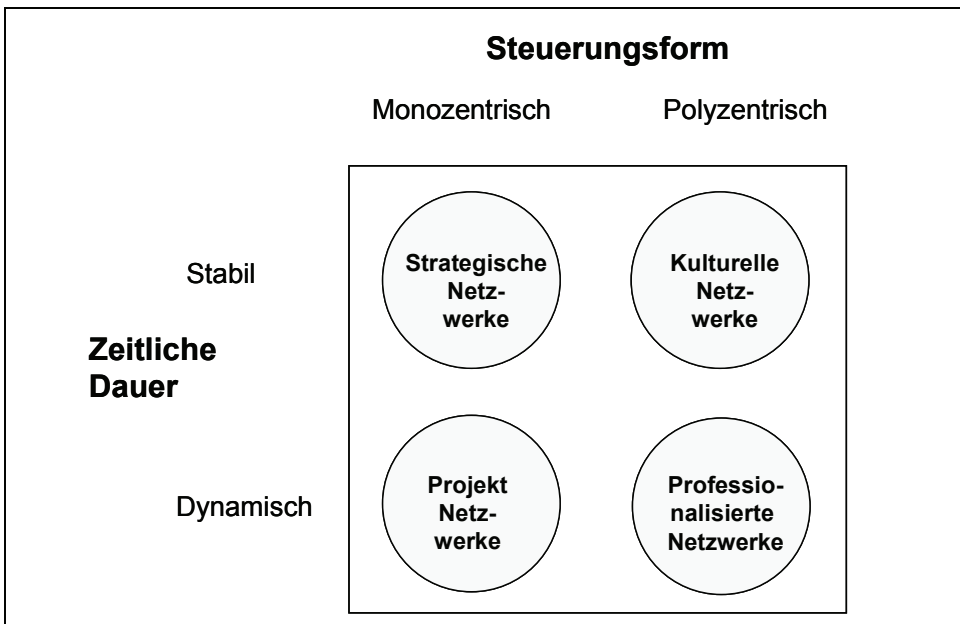 Steuerungsform
Monozentrisch
Polyzentrisch
Stabil
Strategische
Netz-
werke
Kulturelle
Netz-
werke
Zeitliche
Dauer
Dynamisch
Projekt
Netz-
werke
Professio-
nalisierte
Netzwerke